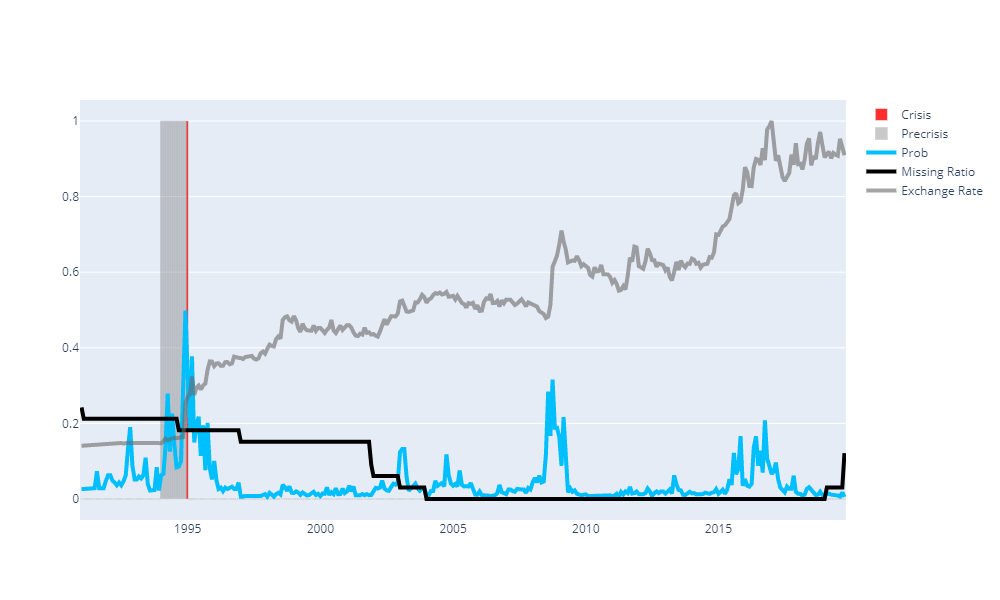 1
0.8
0.6
0.4
0.2
0
1995
2000
2005
2010
2015
Crisis
Precrisis
Prob
Missing Ratio
Exchange Rate